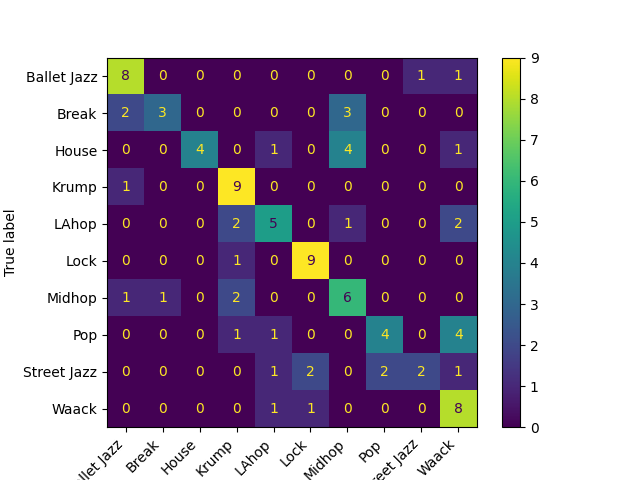 9
Ballet Jazz 8 0 0 0 0 0 0 0 1 1
8
Break 2 3 0 0 0 0 3 0 0 0
7
House 0 0 4 0 1 0 4 0 0 1
6
Krump 1 0 0 9 0 0 0 0 0 0
5
LAhop 0 0 0 2 5 0 1 0 0 2
True label
Lock 0 0 0 1 0 9 0 0 0 0
4
Midhop 1 1 0 2 0 0 6 0 0 0
3
Pop 0 0 0 1 1 0 0 4 0 4
2
Street Jazz 0 0 0 0 1 2 0 2 2 1
1
Waack 0 0 0 0 1 1 0 0 0 8
0
llet Jazz Break House Krump LAhop Lock Midhop Pop reet Jazz Waack